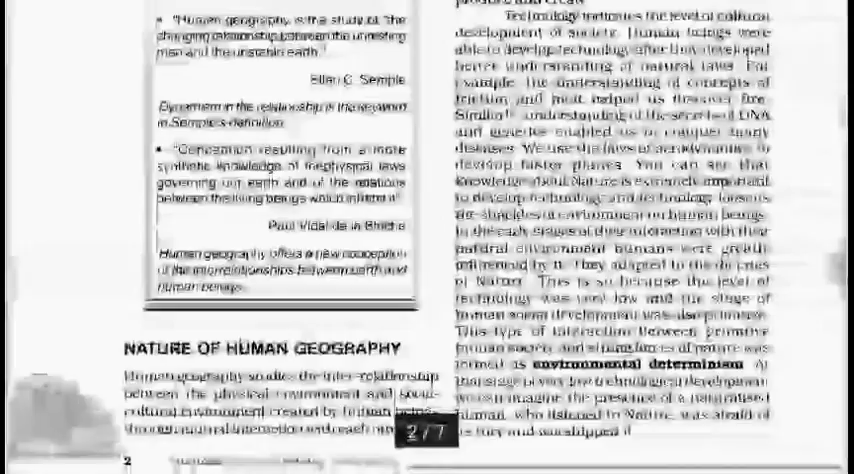 • "Human geography is the study of "the
changing relationship between the unresting
man and the unstable earth."
Ellen C. Semple
Dynamism in the relationship is the keyword
in Semple's definition.
• "Conception resulting from a more
synthetic knowledge of the physical laws
governing our earth and of the relations
between the living beings which inhabit it".
Paul Vidal de la Blache
Human geography offers a new conception
of the interrelationships between earth and
human beings.
NATURE OF HUMAN GEOGRAPHY
Human geography studies the inter-relationship
between the physical environment and socio-
cultural environment created by human beings
through mutual interaction with each
2
Technology indicates the level of cultural
development of society. Human beings were
able to develop technology after they developed
better understanding of natural laws. For
example, the understanding of concepts of
friction and heat helped us discover fire.
Similarly, understanding of the secrets of DNA
and genetics enabled us to conquer many
diseases. We use the laws of aerodynamics to
develop faster planes. You can see that
knowledge about Nature is extremely important
to develop technology and technology loosens
the shackles of environment on human beings.
In the early stages of their interaction with their
natural environment humans were greatly
influenced by it. They adapted to the dictates
of Nature. This is so because the level of
technology was very low and the stage of
human social development was also primitive.
This type of interaction between primitive
human society and strong forces of nature was
termed as environmental determinism. At
that stage of very low technological development
we can imagine the presence of a naturalised
human, who listened to Nature, was afraid of
its fury and worshipped it.
2 / 7